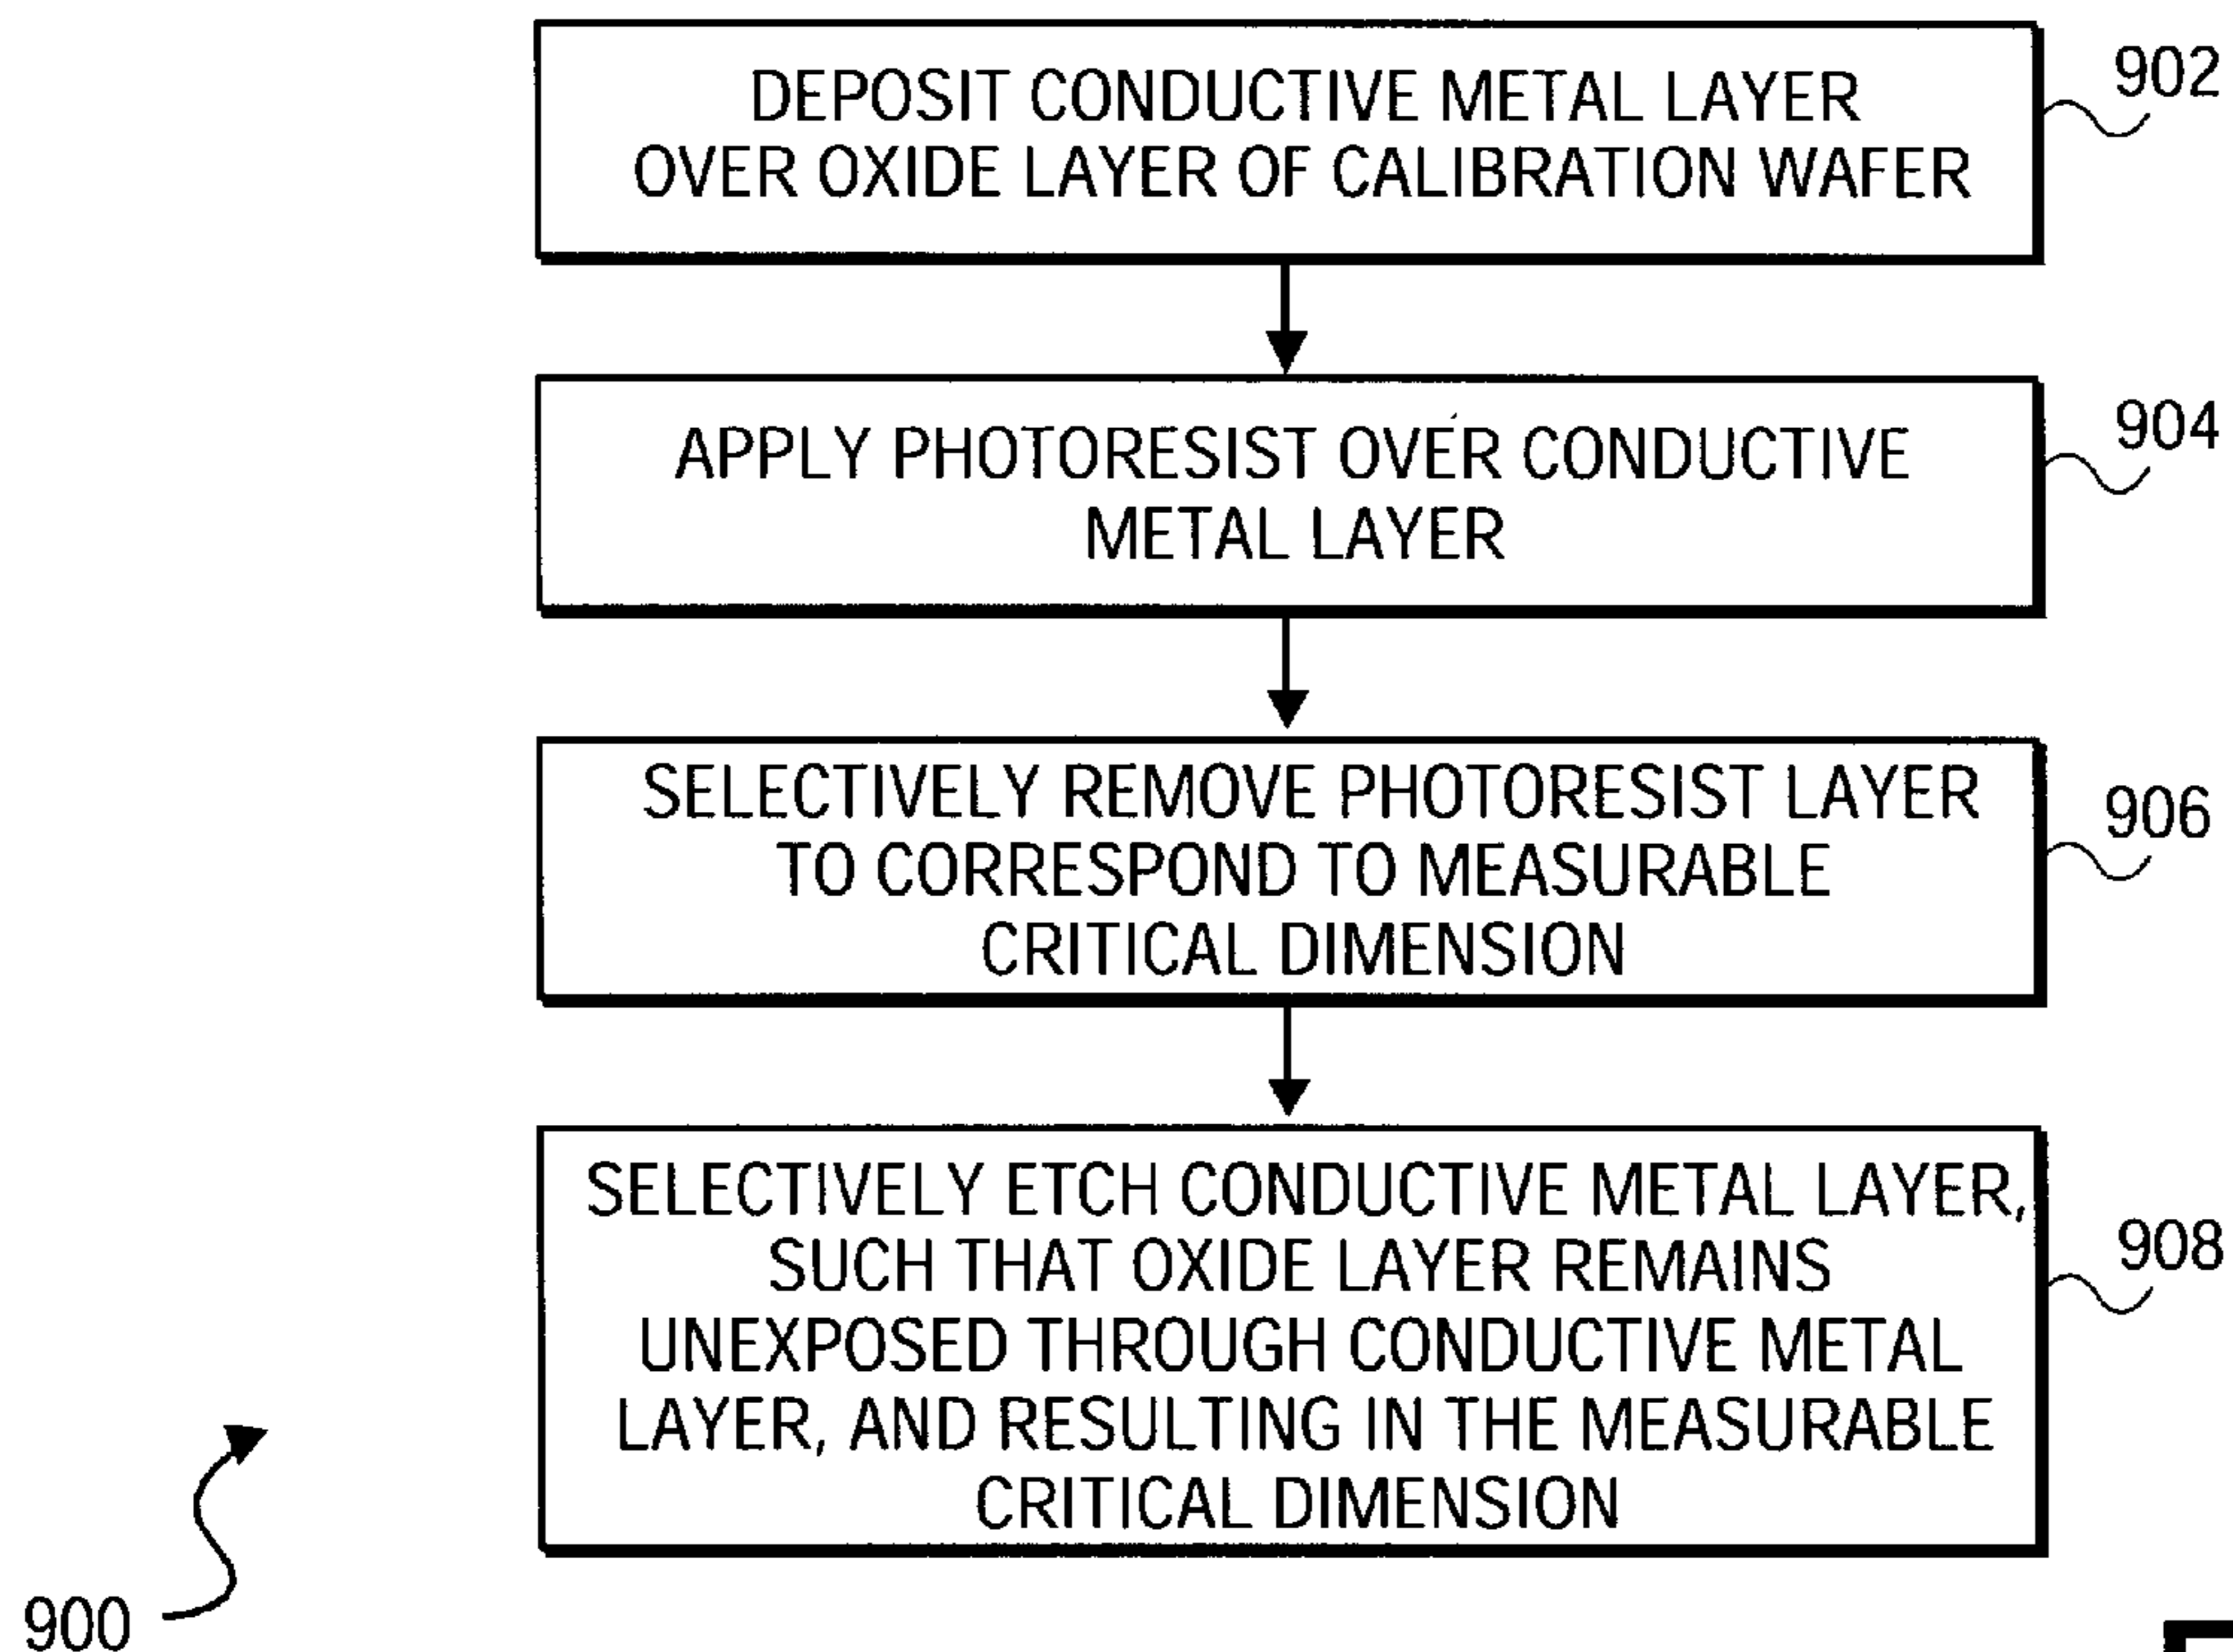 DEPOSIT CONDUCTIVE METAL LAYER
OVER OXIDE LAYER OF CALIBRATION WAFER
902
APPLY PHOTORESIST OVER CONDUCTIVE
METAL LAYER
904
SELECTIVELY REMOVE PHOTORESIST LAYER
TO CORRESPOND TO MEASURABLE
CRITICAL DIMENSION
906
SELECTIVELY ETCH CONDUCTIVE METAL LAYER,
SUCH THAT OXIDE LAYER REMAINS
UNEXPOSED THROUGH CONDUCTIVE METAL
LAYER, AND RESULTING IN THE MEASURABLE
CRITICAL DIMENSION
908
900